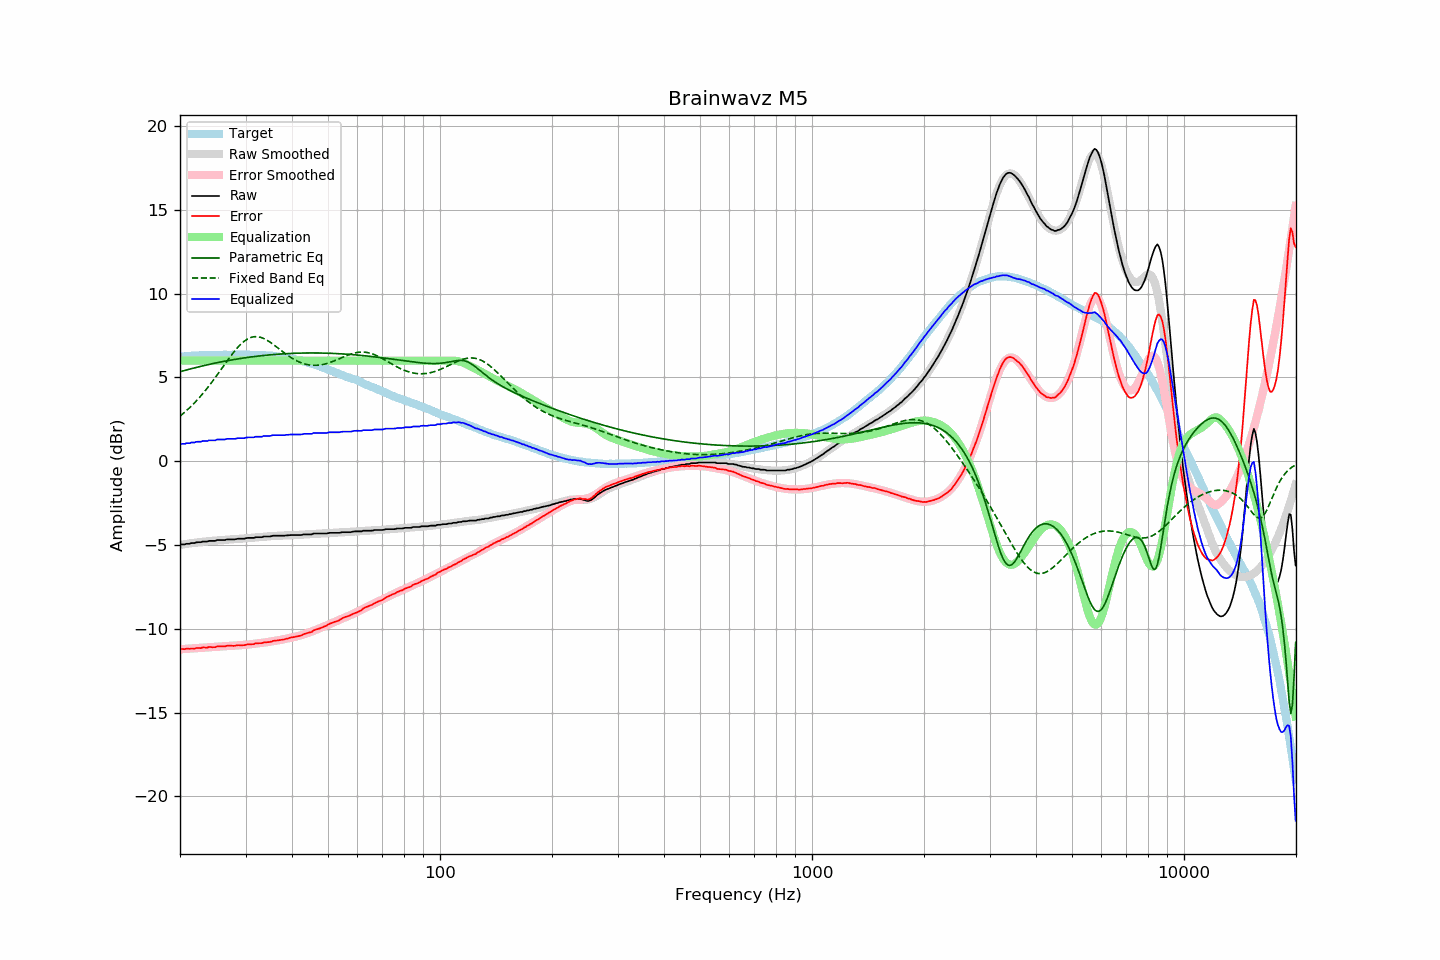 Brainwavz M5
Target
Raw Smoothed
Error Smoothed
Raw
Error
Equalization
Parametric Eq
Fixed Band Eq
Equalized
20
15
10
5
0
−5
−10
−15
−20
Amplitude (dBr)
100
1000
10000
Frequency (Hz)